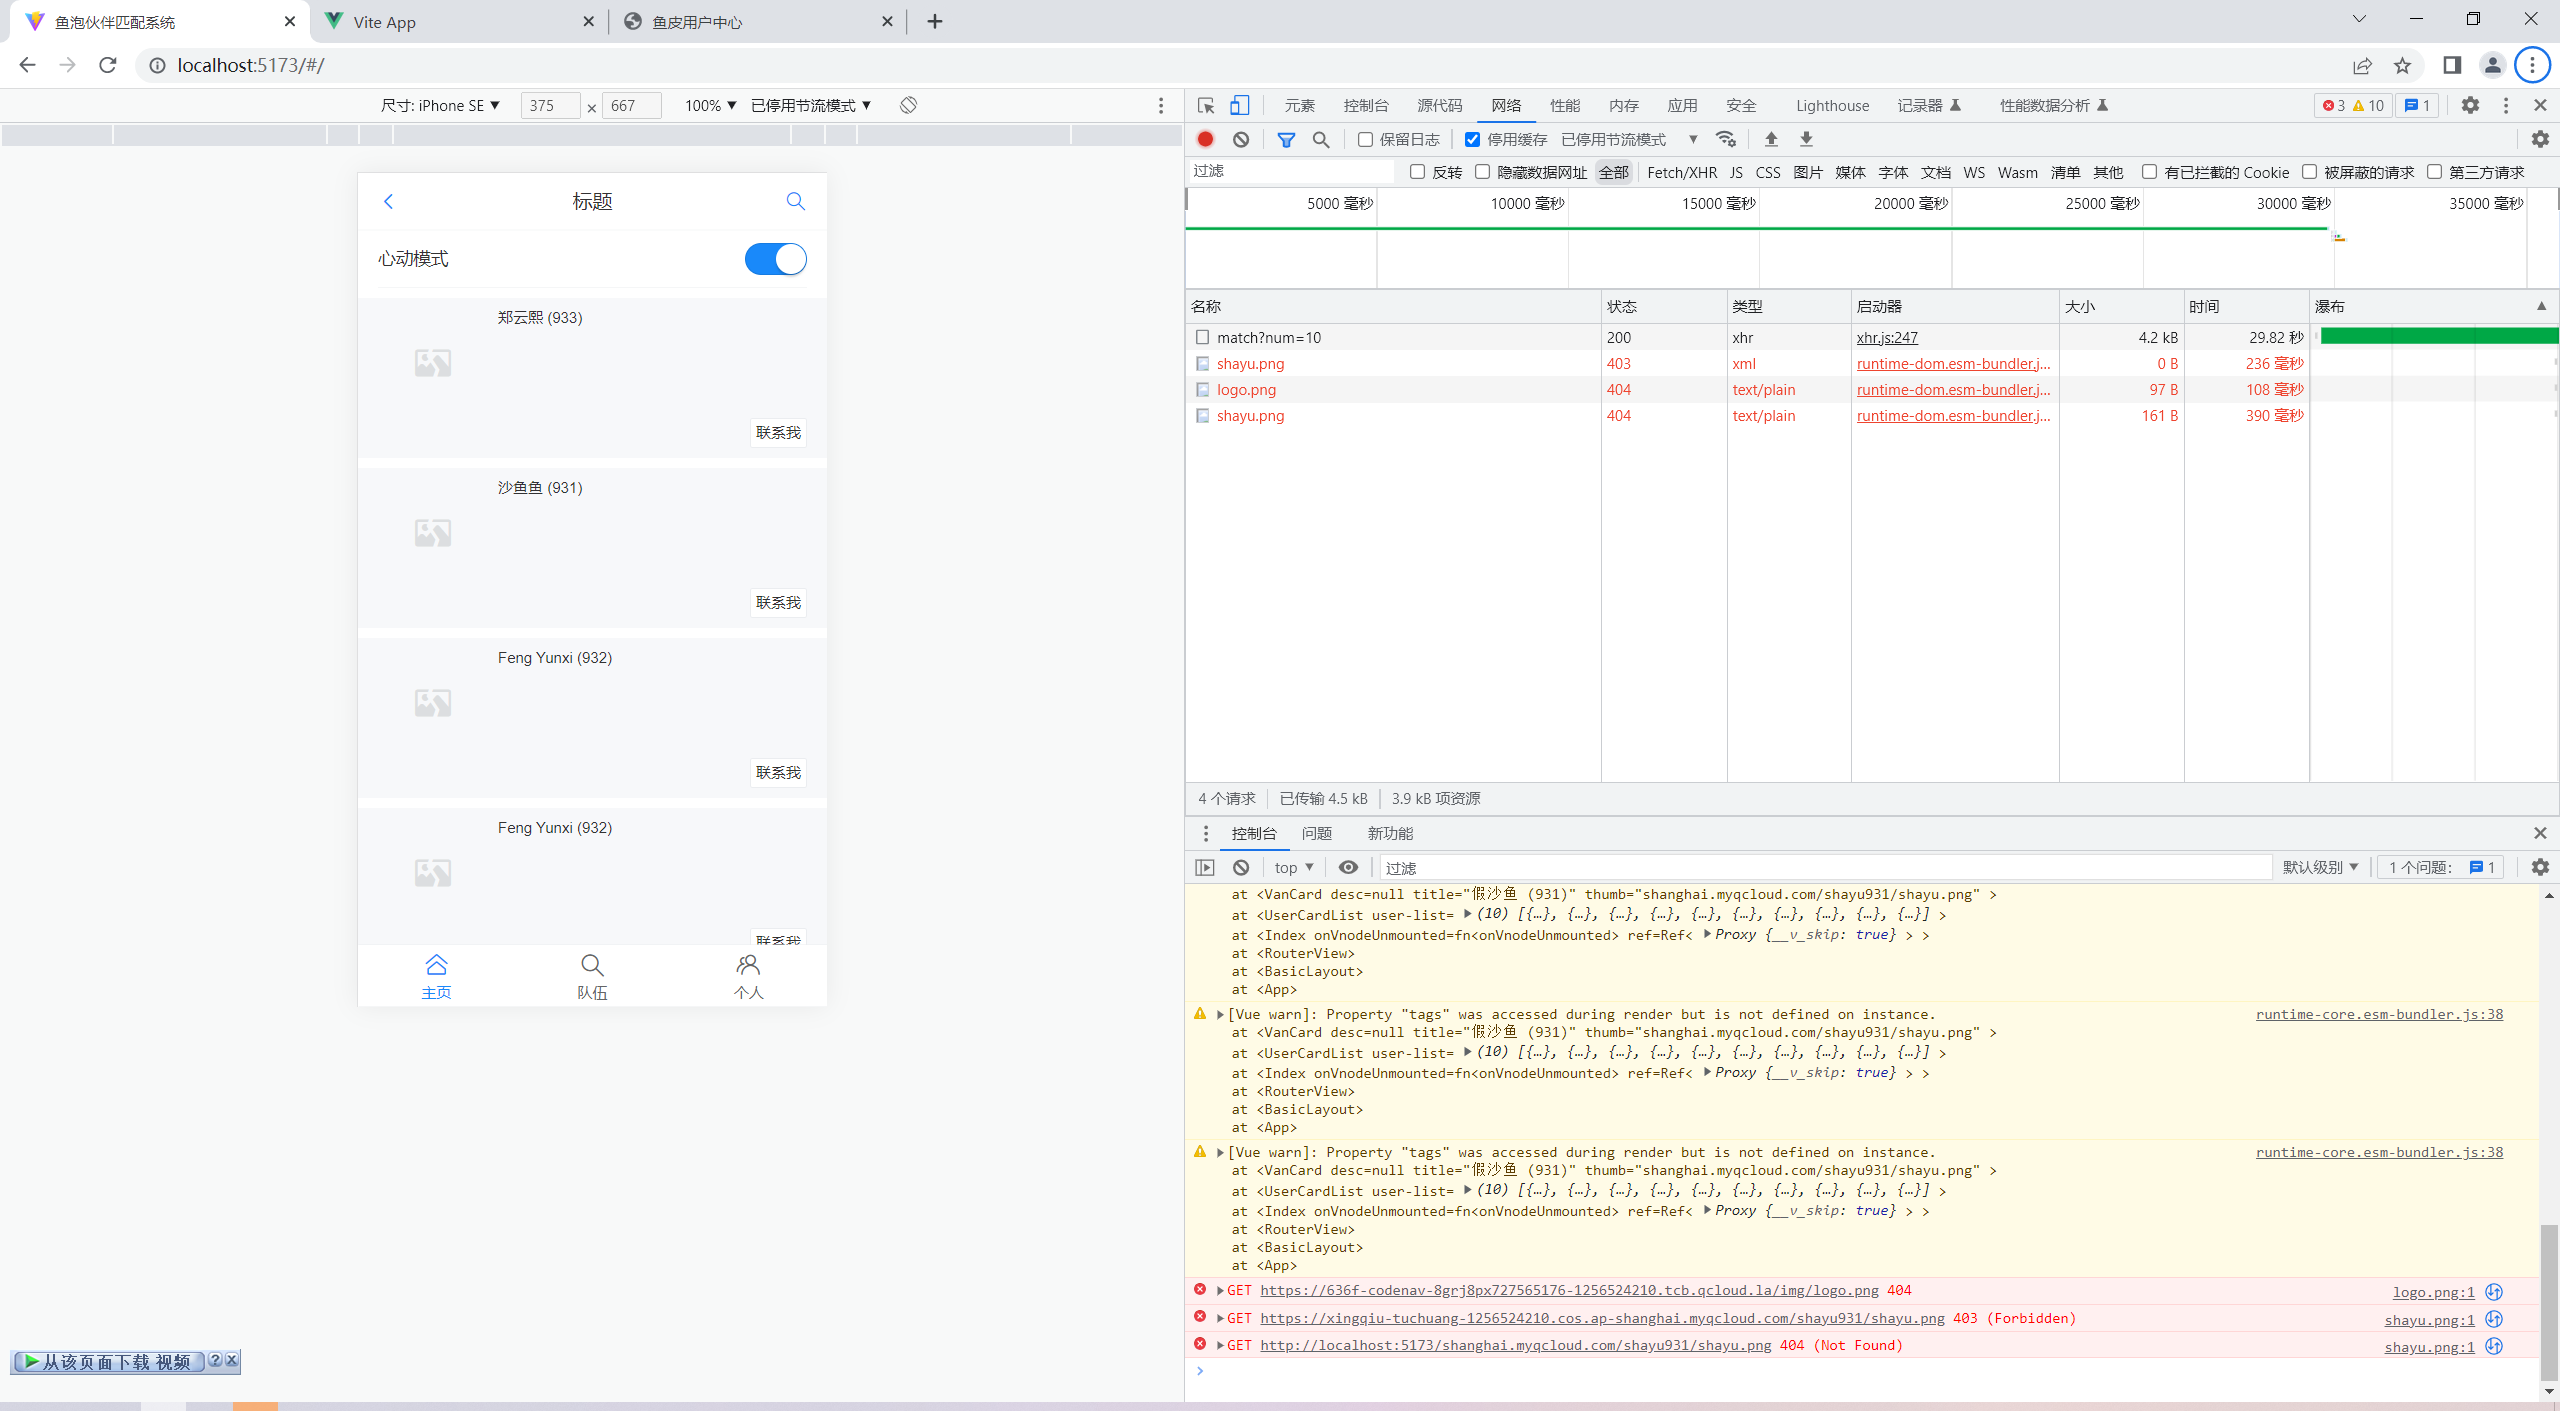 鱼泡伙伴匹配系统
Vite App
鱼皮用户中心
localhost:5173/#/
尺寸: iPhone SE ▼ 375 × 667 100% ▼ 已停用节流模式 ▼
标题
心动模式
郑云熙 (933)
联系我
沙鱼鱼 (931)
联系我
Feng Yunxi (932)
联系我
Feng Yunxi (932)
联系我
主页 队伍 个人
从该页面下载 视频 ? x
元素 控制台 源代码 网络 性能 内存 应用 安全 Lighthouse 记录器 性能数据分析 3 10 1
保留日志 停用缓存 已停用节流模式 ▼
过滤 反转 隐藏数据网址 全部 Fetch/XHR JS CSS 图片 媒体 字体 文档 WS Wasm 清单 其他 有已拦截的 Cookie 被屏蔽的请求 第三方请求
5000 毫秒 10000 毫秒 15000 毫秒 20000 毫秒 25000 毫秒 30000 毫秒 35000 毫秒
名称 状态 类型 启动器 大小 时间 瀑布 ▲
match?num=10 200 xhr xhr.js:247 4.2 kB 29.82 秒
shayu.png 403 xml runtime-dom.esm-bundler.j... 0 B 236 毫秒
logo.png 404 text/plain runtime-dom.esm-bundler.j... 97 B 108 毫秒
shayu.png 404 text/plain runtime-dom.esm-bundler.j... 161 B 390 毫秒
4 个请求 已传输 4.5 kB 3.9 kB 项资源
控制台 问题 新功能
top ▼ 过滤 默认级别 ▼ 1 个问题: 1
at <VanCard desc=null title="假沙鱼 (931)" thumb="shanghai.myqcloud.com/shayu931/shayu.png" >
at <UserCardList user-list= ▶(10) [{…}, {…}, {…}, {…}, {…}, {…}, {…}, {…}, {…}, {…}] >
at <Index onVnodeUnmounted=fn<onVnodeUnmounted> ref=Ref< ▶Proxy {__v_skip: true} > >
at <RouterView>
at <BasicLayout>
at <App>
▶[Vue warn]: Property "tags" was accessed during render but is not defined on instance. runtime-core.esm-bundler.js:38
at <VanCard desc=null title="假沙鱼 (931)" thumb="shanghai.myqcloud.com/shayu931/shayu.png" >
at <UserCardList user-list= ▶(10) [{…}, {…}, {…}, {…}, {…}, {…}, {…}, {…}, {…}, {…}] >
at <Index onVnodeUnmounted=fn<onVnodeUnmounted> ref=Ref< ▶Proxy {__v_skip: true} > >
at <RouterView>
at <BasicLayout>
at <App>
▶[Vue warn]: Property "tags" was accessed during render but is not defined on instance. runtime-core.esm-bundler.js:38
at <VanCard desc=null title="假沙鱼 (931)" thumb="shanghai.myqcloud.com/shayu931/shayu.png" >
at <UserCardList user-list= ▶(10) [{…}, {…}, {…}, {…}, {…}, {…}, {…}, {…}, {…}, {…}] >
at <Index onVnodeUnmounted=fn<onVnodeUnmounted> ref=Ref< ▶Proxy {__v_skip: true} > >
at <RouterView>
at <BasicLayout>
at <App>
▶GET https://636f-codenav-8grj8px727565176-1256524210.tcb.qcloud.la/img/logo.png 404 logo.png:1
▶GET https://xingqiu-tuchuang-1256524210.cos.ap-shanghai.myqcloud.com/shayu931/shayu.png 403 (Forbidden) shayu.png:1
▶GET http://localhost:5173/shanghai.myqcloud.com/shayu931/shayu.png 404 (Not Found) shayu.png:1